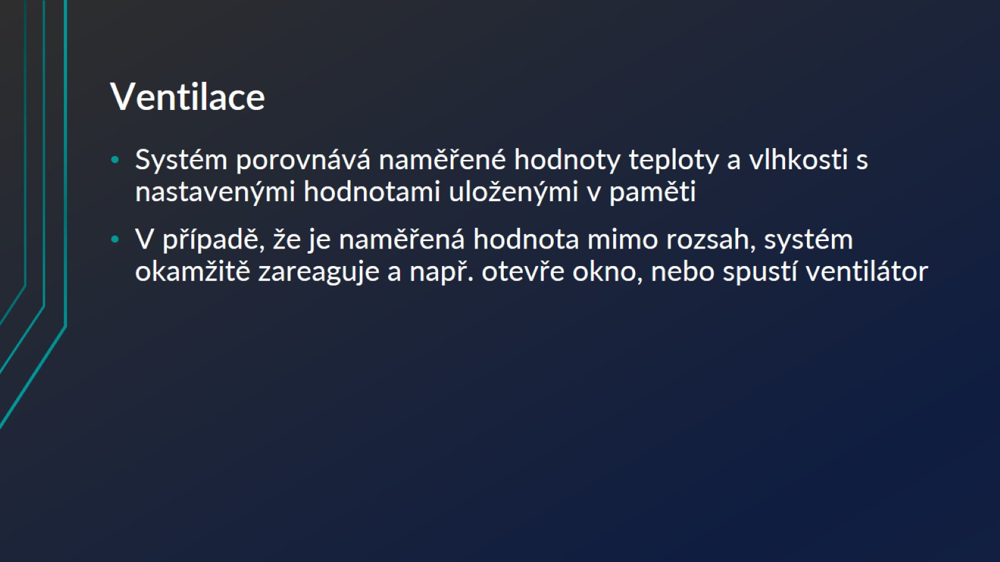 Ventilace
• Systém porovnává naměřené hodnoty teploty a vlhkosti s
nastavenými hodnotami uloženými v paměti
• V případě, že je naměřená hodnota mimo rozsah, systém
okamžitě zareaguje a např. otevře okno, nebo spustí ventilátor